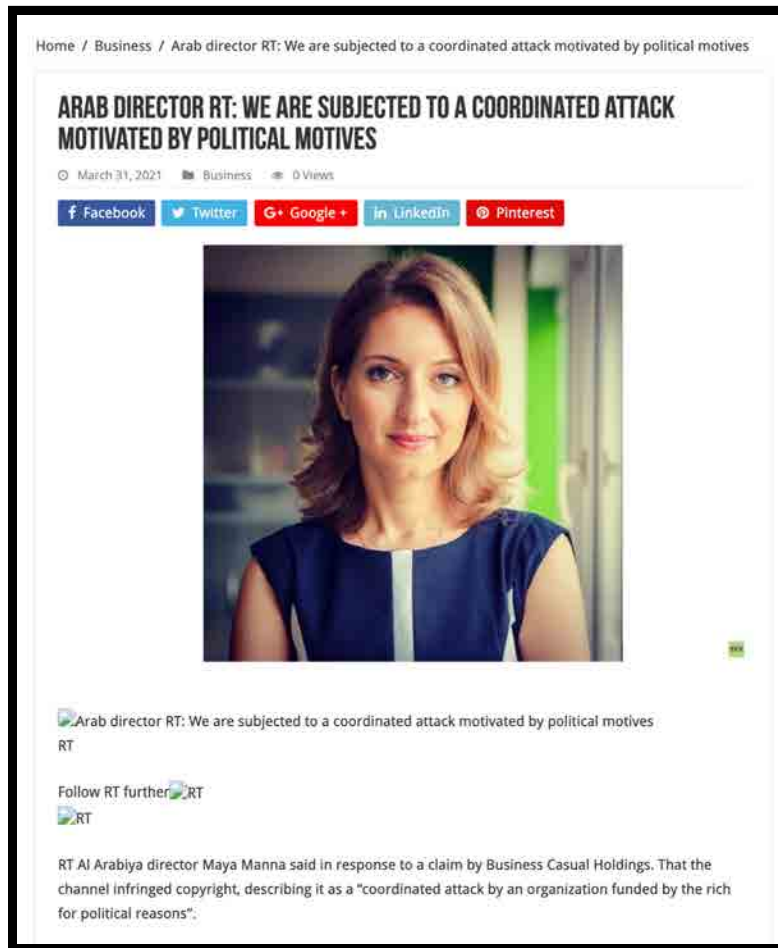 Home / Business / Arab director RT: We are subjected to a coordinated attack motivated by political motives
ARAB DIRECTOR RT: WE ARE SUBJECTED TO A COORDINATED ATTACK
MOTIVATED BY POLITICAL MOTIVES
March 31, 2021 Business 0 Views
Facebook Twitter G+ Google + in LinkedIn Pinterest
Arab director RT: We are subjected to a coordinated attack motivated by political motives
RT
Follow RT further RT
RT
RT Al Arabiya director Maya Manna said in response to a claim by Business Casual Holdings. That the
channel infringed copyright, describing it as a “coordinated attack by an organization funded by the rich
for political reasons”.